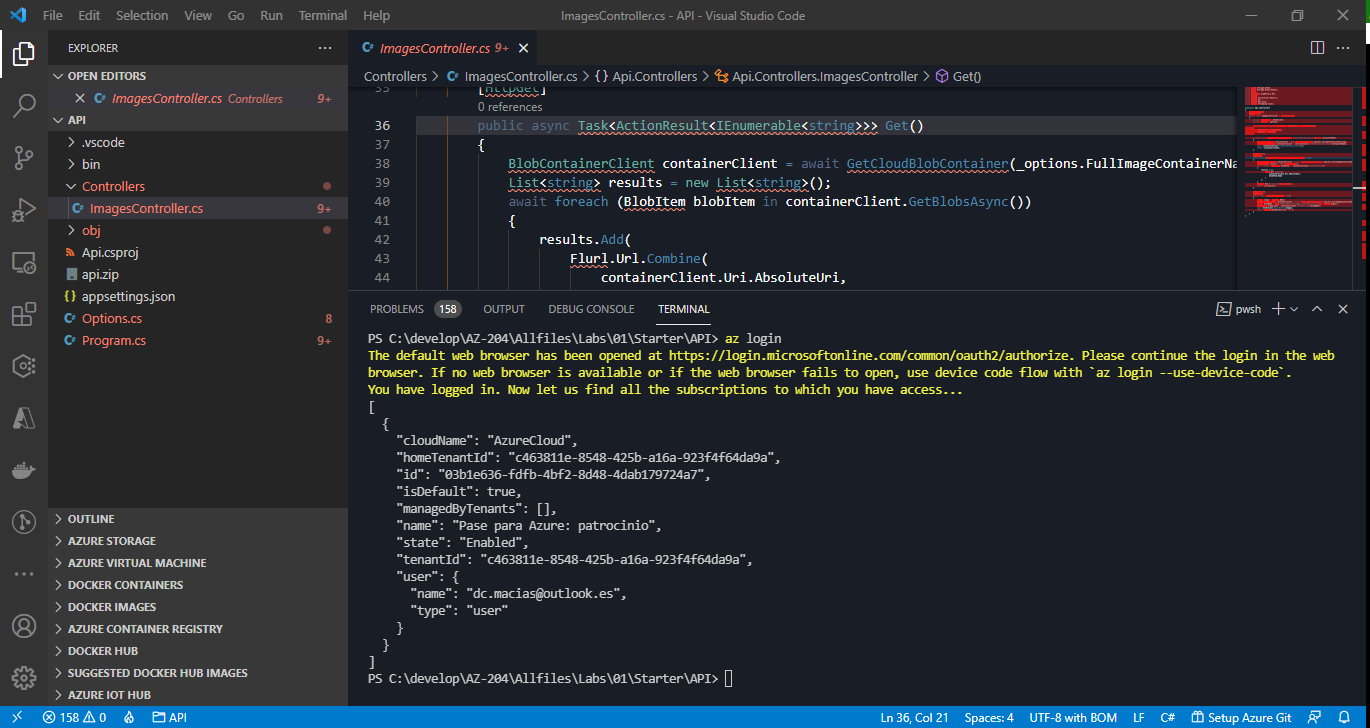 File Edit Selection View Go Run Terminal Help ImagesController.cs - API - Visual Studio Code
EXPLORER
OPEN EDITORS
ImagesController.cs Controllers 9+
API
.vscode
bin
Controllers
ImagesController.cs 9+
obj
Api.csproj
api.zip
appsettings.json
Options.cs 8
Program.cs 9+
OUTLINE
AZURE STORAGE
AZURE VIRTUAL MACHINE
DOCKER CONTAINERS
DOCKER IMAGES
AZURE CONTAINER REGISTRY
DOCKER HUB
SUGGESTED DOCKER HUB IMAGES
AZURE IOT HUB
ImagesController.cs 9+
Controllers > ImagesController.cs > {} Api.Controllers > Api.Controllers.ImagesController > Get()
35 [HttpGet]
0 references
36 public async Task<ActionResult<IEnumerable<string>>> Get()
37 {
38 BlobContainerClient containerClient = await GetCloudBlobContainer(_options.FullImageContainerNa
39 List<string> results = new List<string>();
40 await foreach (BlobItem blobItem in containerClient.GetBlobsAsync())
41 {
42 results.Add(
43 Flurl.Url.Combine(
44 containerClient.Uri.AbsoluteUri,
PROBLEMS 158 OUTPUT DEBUG CONSOLE TERMINAL pwsh
PS C:\develop\AZ-204\Allfiles\Labs\01\Starter\API> az login
The default web browser has been opened at https://login.microsoftonline.com/common/oauth2/authorize. Please continue the login in the web
browser. If no web browser is available or if the web browser fails to open, use device code flow with `az login --use-device-code`.
You have logged in. Now let us find all the subscriptions to which you have access...
[
{
"cloudName": "AzureCloud",
"homeTenantId": "c463811e-8548-425b-a16a-923f4f64da9a",
"id": "03b1e636-fdfb-4bf2-8d48-4dab179724a7",
"isDefault": true,
"managedByTenants": [],
"name": "Pase para Azure: patrocinio",
"state": "Enabled",
"tenantId": "c463811e-8548-425b-a16a-923f4f64da9a",
"user": {
"name": "dc.macias@outlook.es",
"type": "user"
}
}
]
PS C:\develop\AZ-204\Allfiles\Labs\01\Starter\API>
158 0 API Ln 36, Col 21 Spaces: 4 UTF-8 with BOM LF C# Setup Azure Git